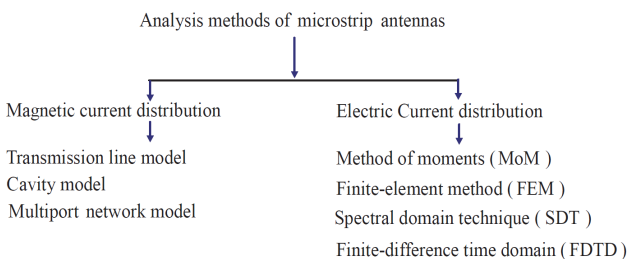 Analysis methods of microstrip antennas
Magnetic current distribution
Transmission line model
Cavity model
Multiport network model
Electric Current distribution
Method of moments ( MoM )
Finite-element method ( FEM )
Spectral domain technique ( SDT )
Finite-difference time domain ( FDTD )